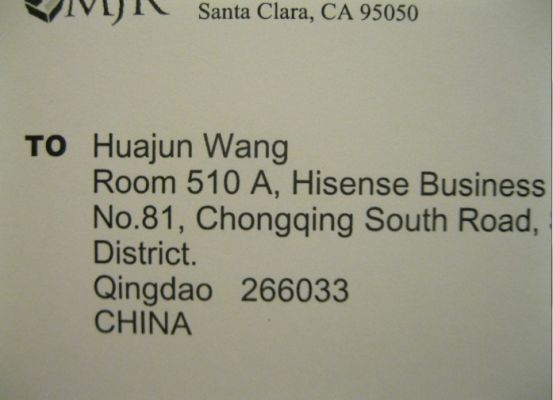 MJR
Santa Clara, CA 95050
TO Huajun Wang
Room 510 A, Hisense Business
No.81, Chongqing South Road,
District.
Qingdao 266033
CHINA